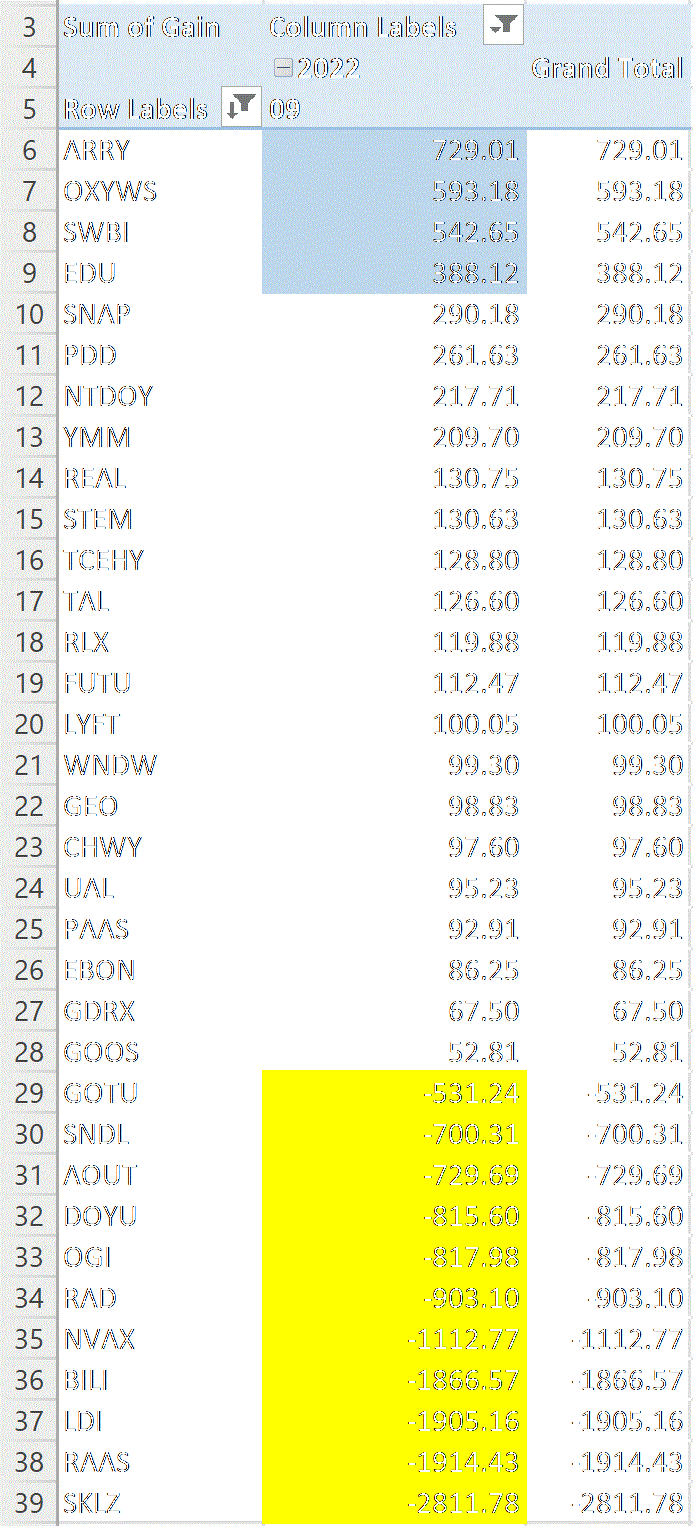 3 Sum of Gain Column Labels
4 2022 Grand Total
5 Row Labels 09
6 ARRY 729.01 729.01
7 OXYWS 593.18 593.18
8 SWBI 542.65 542.65
9 EDU 388.12 388.12
10 SNAP 290.18 290.18
11 PDD 261.63 261.63
12 NTDOY 217.71 217.71
13 YMM 209.70 209.70
14 REAL 130.75 130.75
15 STEM 130.63 130.63
16 TCEHY 128.80 128.80
17 TAL 126.60 126.60
18 RLX 119.88 119.88
19 FUTU 112.47 112.47
20 LYFT 100.05 100.05
21 WNDW 99.30 99.30
22 GEO 98.83 98.83
23 CHWY 97.60 97.60
24 UAL 95.23 95.23
25 PAAS 92.91 92.91
26 EBON 86.25 86.25
27 GDRX 67.50 67.50
28 GOOS 52.81 52.81
29 GOTU -531.24 -531.24
30 SNDL -700.31 -700.31
31 AOUT -729.69 -729.69
32 DOYU -815.60 -815.60
33 OGI -817.98 -817.98
34 RAD -903.10 -903.10
35 NVAX -1112.77 -1112.77
36 BILI -1866.57 -1866.57
37 LDI -1905.16 -1905.16
38 RAAS -1914.43 -1914.43
39 SKLZ -2811.78 -2811.78